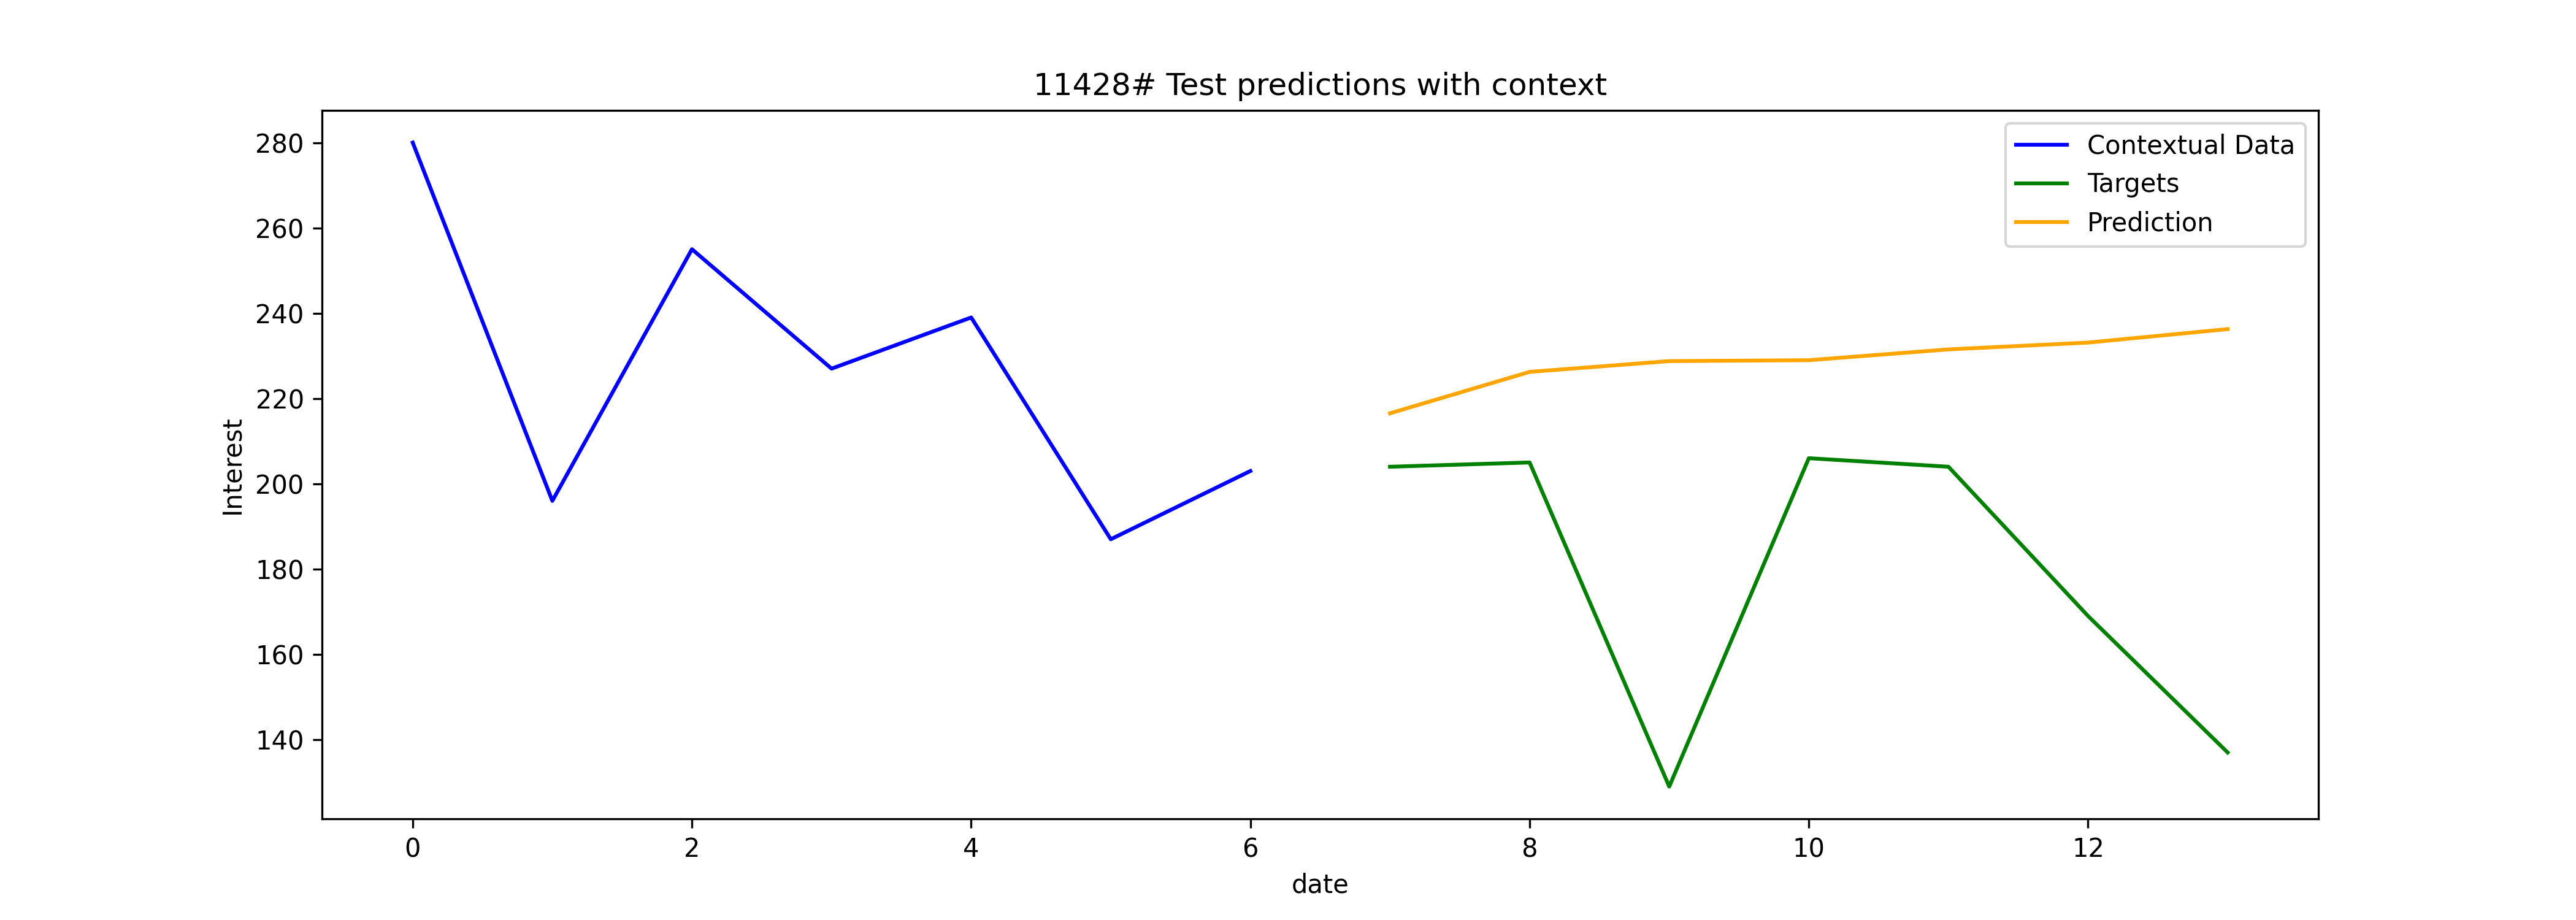 11428# Test predictions with context
Contextual Data
Targets
Prediction
280
260
240
220
200
180
160
140
Interest
0 2 4 6 8 10 12
date